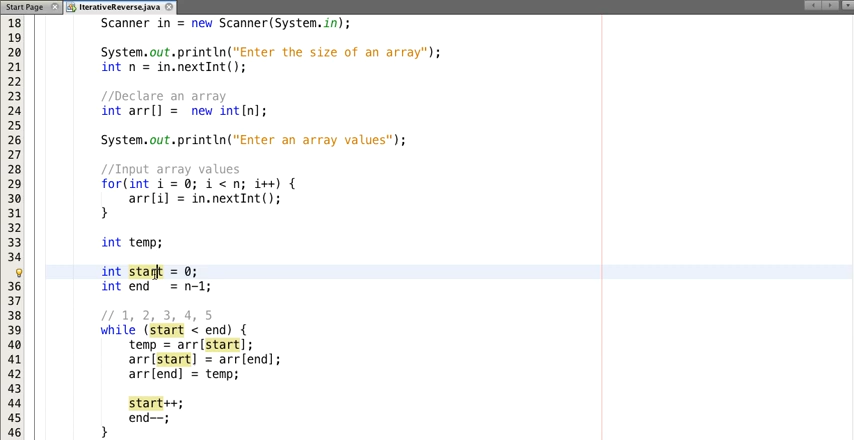 Start Page IterativeReverse.java
18 Scanner in = new Scanner(System.in);
19
20 System.out.println("Enter the size of an array");
21 int n = in.nextInt();
22
23 //Declare an array
24 int arr[] =  new int[n];
25
26 System.out.println("Enter an array values");
27
28 //Input array values
29 for(int i = 0; i < n; i++) {
30 arr[i] = in.nextInt();
31 }
32
33 int temp;
34
int start = 0;
36 int end   = n-1;
37
38 // 1, 2, 3, 4, 5
39 while (start < end) {
40 temp = arr[start];
41 arr[start] = arr[end];
42 arr[end] = temp;
43
44 start++;
45 end--;
46 }